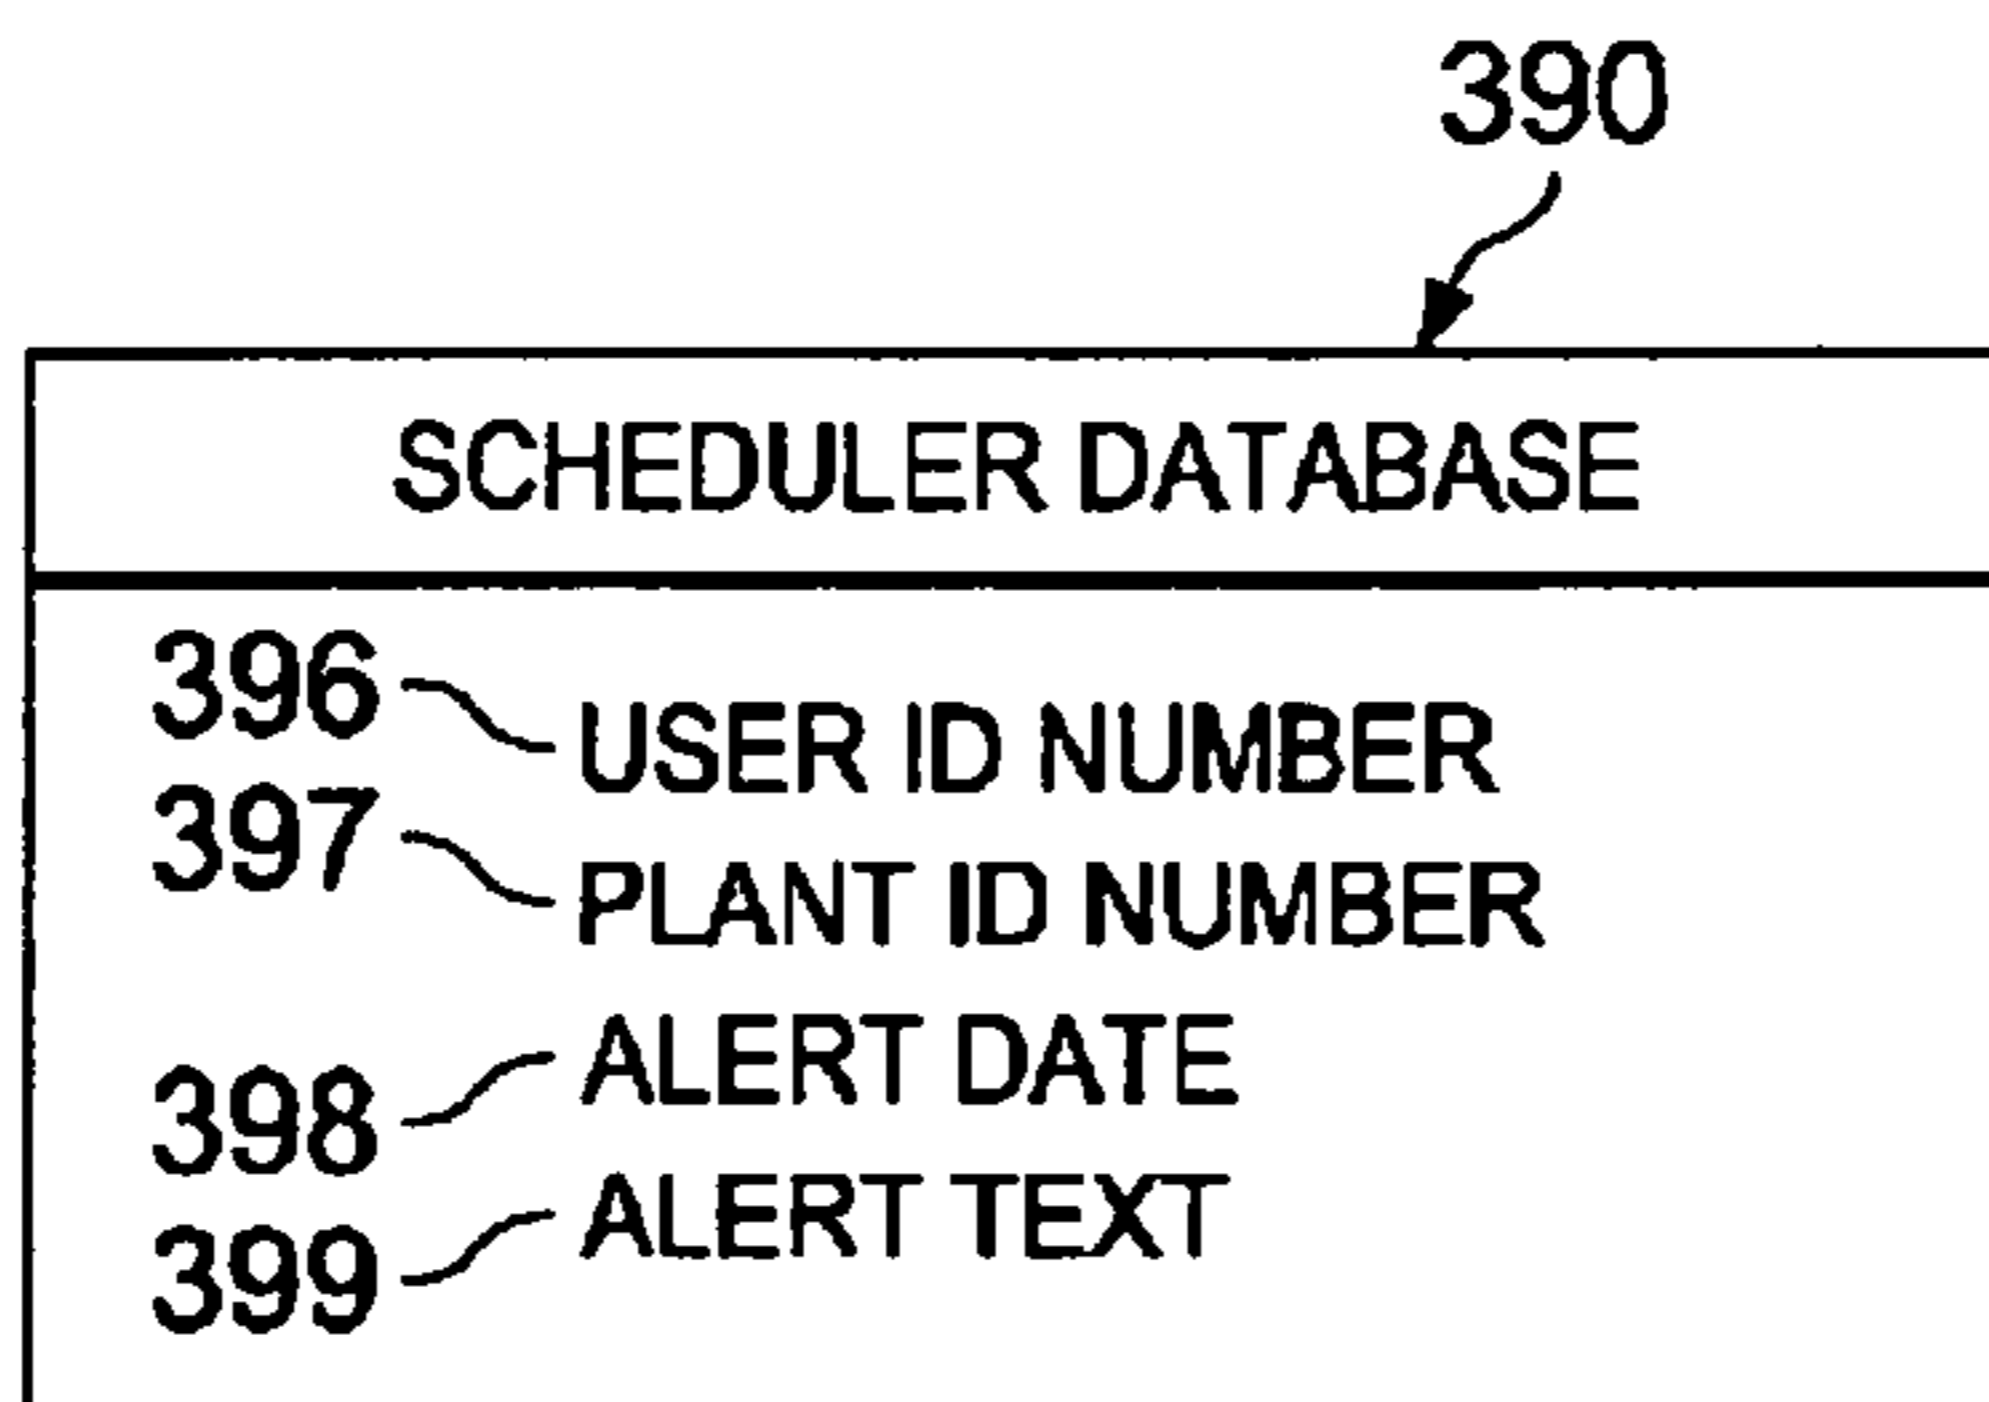 390
SCHEDULER DATABASE
396 USER ID NUMBER
397 PLANT ID NUMBER
398 ALERT DATE
399 ALERT TEXT